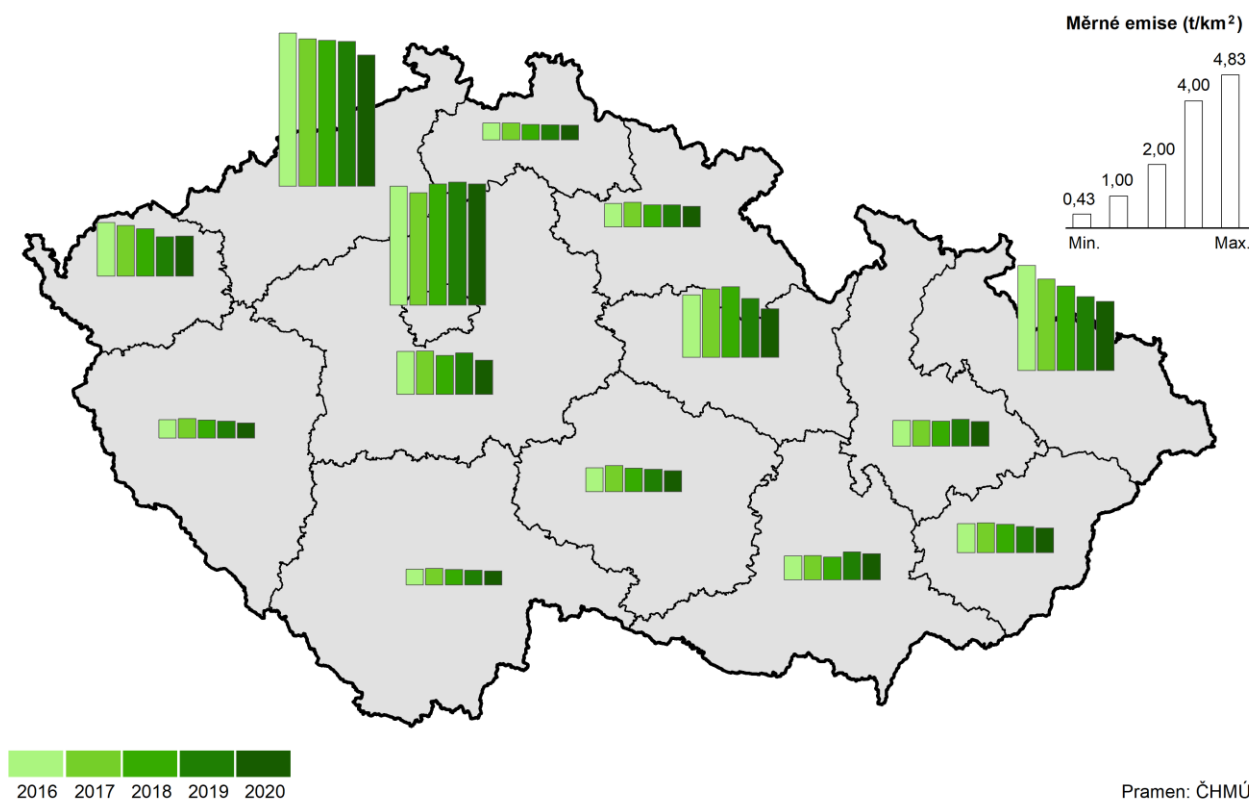 Měrné emise (t/km²)
4,83
4,00
2,00
1,00
0,43
Min. Max.
2016 2017 2018 2019 2020
Pramen: ČHMÚ